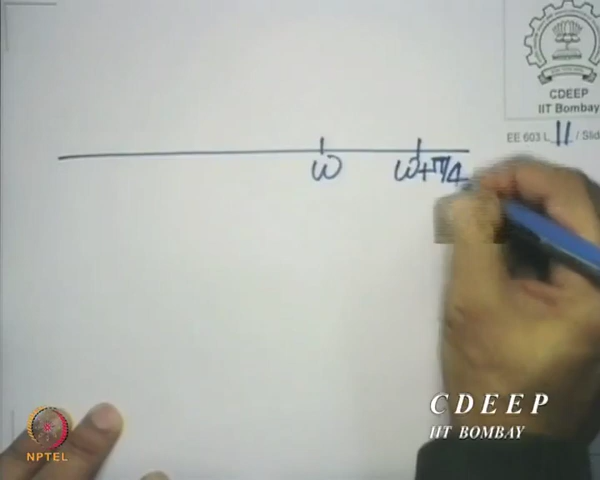 CDEEP
IIT Bombay
EE 603 L 11 / Slid
ω ω+π/4
CDEEP
IIT BOMBAY
NPTEL